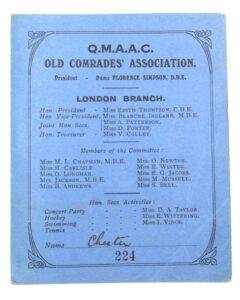 Q.M.A.A.C.
OLD COMRADES' ASSOCIATION.
President - Dame FLORENCE SIMPSON, D.B.E.
LONDON BRANCH.
Hon. President - MISS EDITH THOMPSON, C.B.E.
Hon. Vice-President, MISS BLANCHE IRELAND, M.B.E.
Joint Hon. Secs. MISS A. PATTERSON.
MISS D. PORTER.
Hon. Treasurer MISS V. COLLEY.
Members of the Committee:
MISS M. L. CHAPMAN, M.B.E. MRS. O. NEWTON.
MISS H. CARLISLE. MISS E. WINTER.
MISS O. LONGMAN. MISS E. G. JACOBS.
MRS. JACKSON, M.B.E. MISS M. MUSSELL.
MISS B. ANDREWS. MISS S. BELL.
Hon. Secs. Activities:
Concert Party MISS D. A. TAYLOR.
Hockey MISS E. WITTERING.
Swimming MISS I. VINCE.
Tennis
Name Chester
224